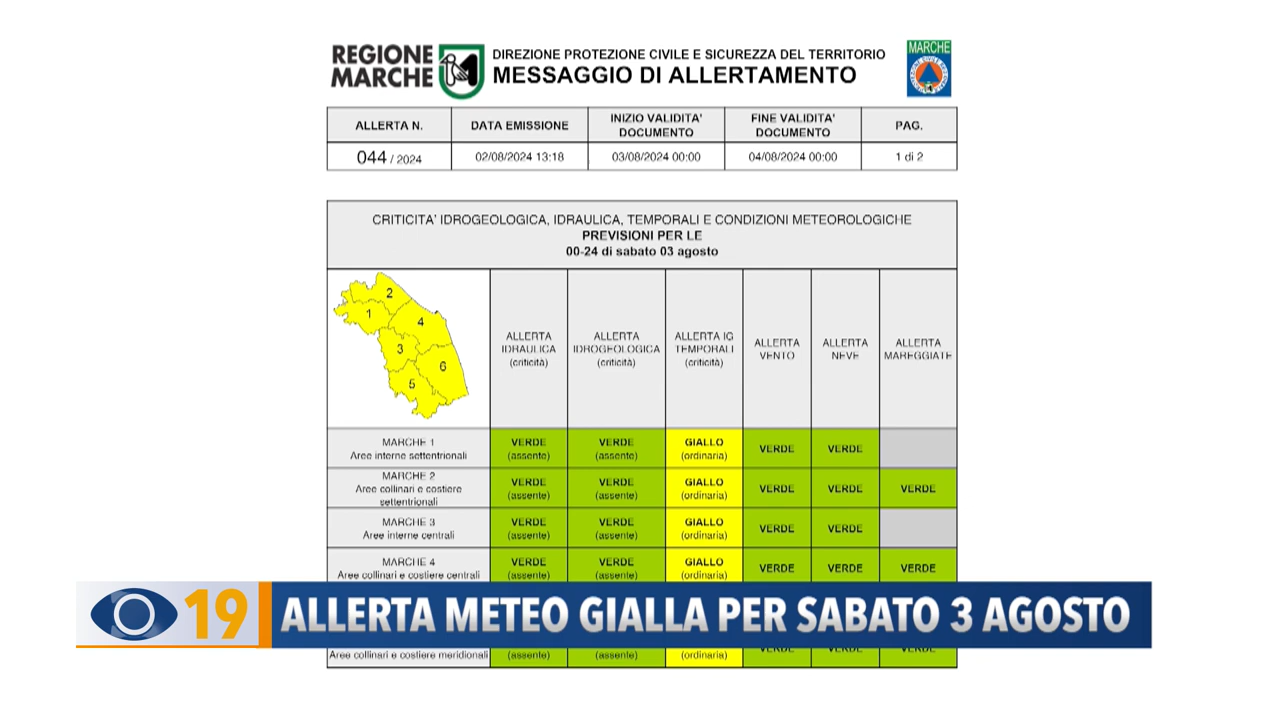 REGIONE
MARCHE
DIREZIONE PROTEZIONE CIVILE E SICUREZZA DEL TERRITORIO
MESSAGGIO DI ALLERTAMENTO
MARCHE
ALLERTA N.
DATA EMISSIONE
INIZIO VALIDITA'
DOCUMENTO
FINE VALIDITA'
DOCUMENTO
PAG.
044 / 2024
02/08/2024 13:18
03/08/2024 00:00
04/08/2024 00:00
1 di 2
CRITICITA' IDROGEOLOGICA, IDRAULICA, TEMPORALI E CONDIZIONI METEOROLOGICHE
PREVISIONI PER LE
00-24 di sabato 03 agosto
2
1
4
3
6
5
ALLERTA
IDRAULICA
(criticità)
ALLERTA
IDROGEOLOGICA
(criticità)
ALLERTA IG
TEMPORALI
(criticità)
ALLERTA
VENTO
ALLERTA
NEVE
ALLERTA
MAREGGIATE
MARCHE 1
Aree interne settentrionali
VERDE
(assente)
VERDE
(assente)
GIALLO
(ordinaria)
VERDE
VERDE
MARCHE 2
Aree collinari e costiere
settentrionali
VERDE
(assente)
VERDE
(assente)
GIALLO
(ordinaria)
VERDE
VERDE
VERDE
MARCHE 3
Aree interne centrali
VERDE
(assente)
VERDE
(assente)
GIALLO
(ordinaria)
VERDE
VERDE
MARCHE 4
Aree collinari e costiere centrali
VERDE
(assente)
VERDE
(assente)
GIALLO
(ordinaria)
VERDE
VERDE
VERDE
19
ALLERTA METEO GIALLA PER SABATO 3 AGOSTO
Aree collinari e costiere meridionali
(assente)
(assente)
(ordinaria)
VERDE
VERDE
VERDE